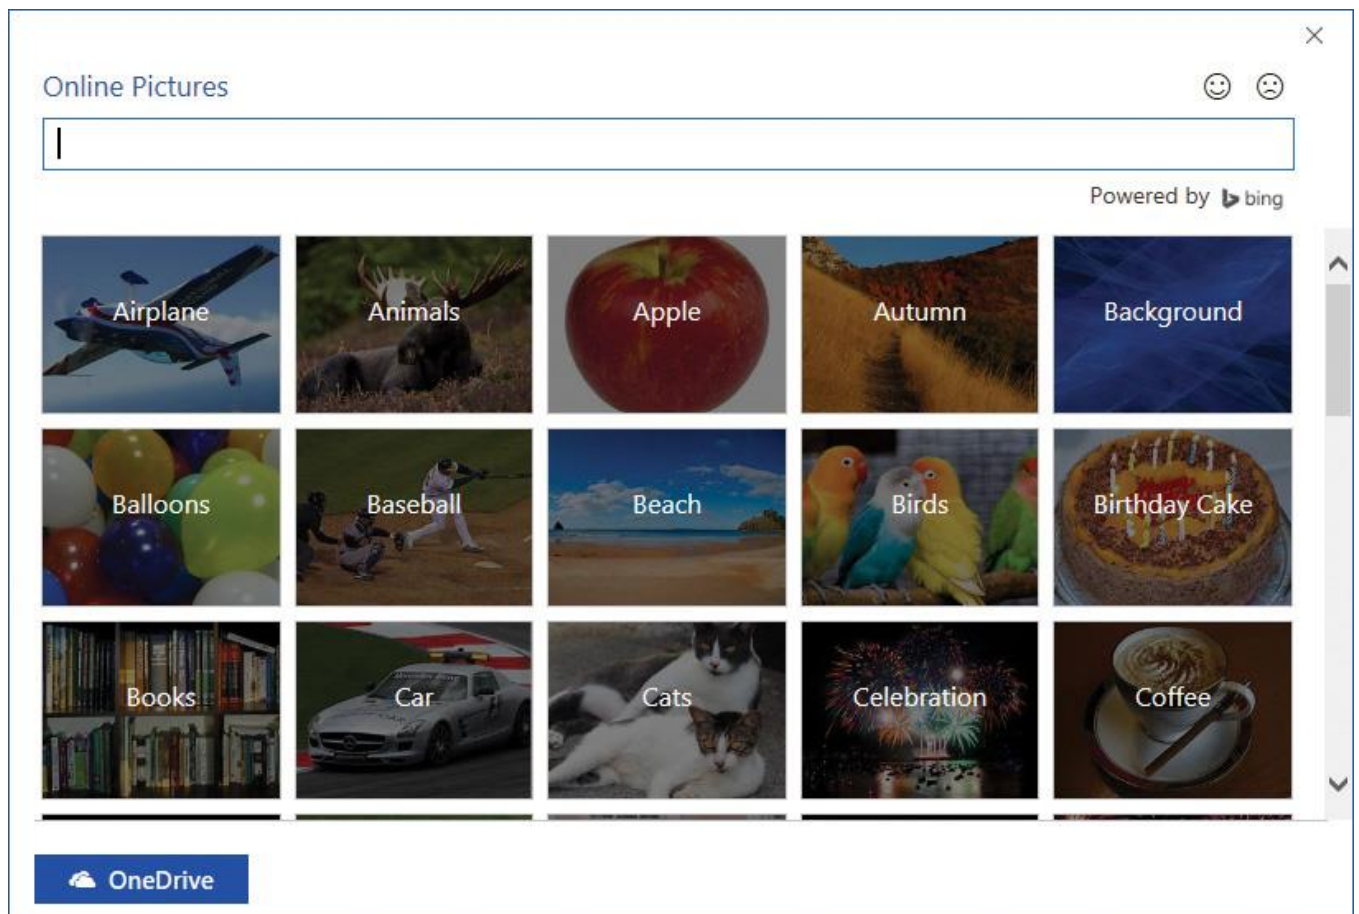 Online Pictures
Powered by bing
Airplane
Animals
Apple
Autumn
Background
Balloons
Baseball
Beach
Birds
Birthday Cake
Books
Car
Cats
Celebration
Coffee
OneDrive